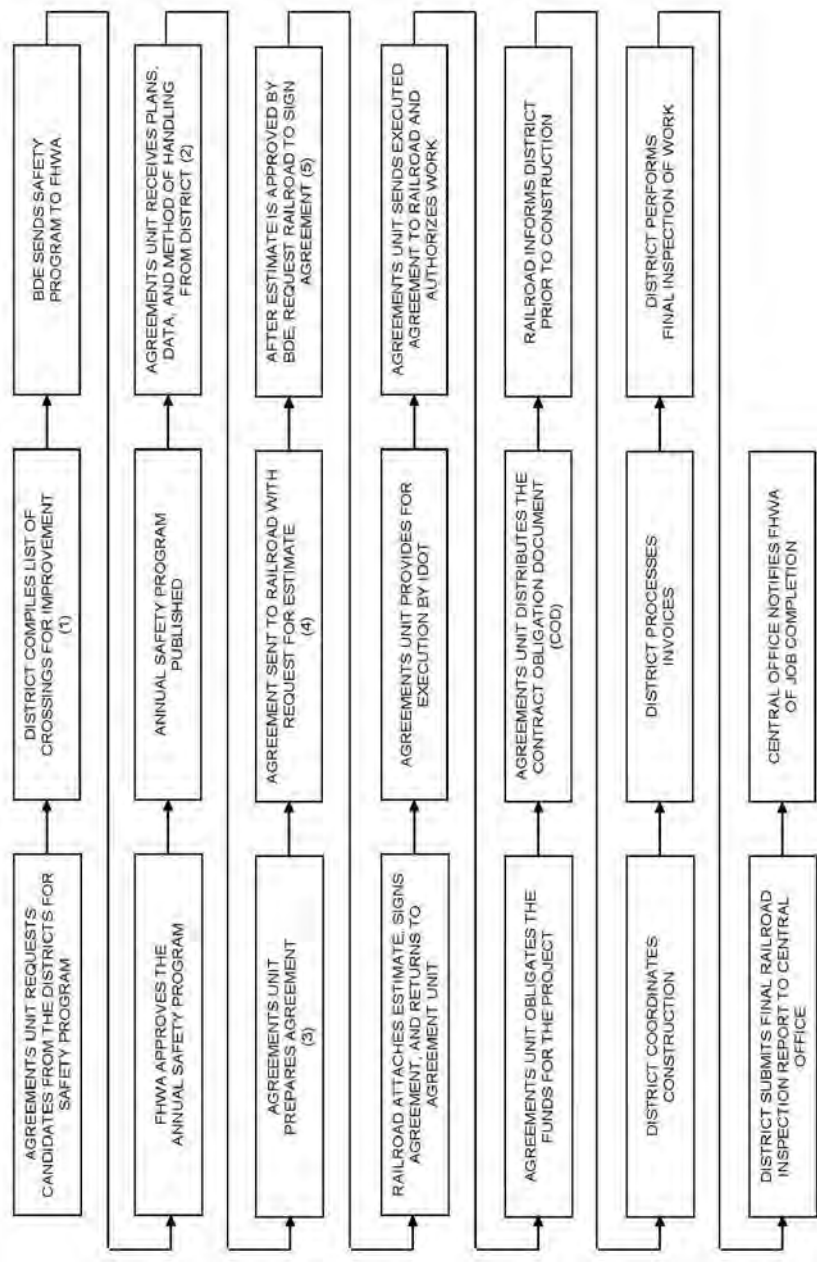 AGREEMENTS UNIT REQUESTS
CANDIDATES FROM THE DISTRICTS FOR
SAFETY PROGRAM
DISTRICT COMPILES LIST OF
CROSSINGS FOR IMPROVEMENT
(1)
BDE SENDS SAFETY
PROGRAM TO FHWA.
FHWA APPROVES THE
ANNUAL SAFETY PROGRAM
ANNUAL SAFETY PROGRAM
PUBLISHED
AGREEMENTS UNIT RECEIVES PLANS,
DATA, AND METHOD OF HANDLING
FROM DISTRICT (2)
AGREEMENTS UNIT
PREPARES AGREEMENT
(3)
AGREEMENT SENT TO RAILROAD WITH
REQUEST FOR ESTIMATE
(4)
AFTER ESTIMATE IS APPROVED BY
BDE, REQUEST RAILROAD TO SIGN
AGREEMENT (5)
RAILROAD ATTACHES ESTIMATE, SIGNS
AGREEMENT, AND RETURNS TO
AGREEMENT UNIT
AGREEMENTS UNIT PROVIDES FOR
EXECUTION BY IDOT
AGREEMENTS UNIT SENDS EXECUTED
AGREEMENT TO RAILROAD AND
AUTHORIZES WORK
AGREEMENTS UNIT OBLIGATES THE
FUNDS FOR THE PROJECT
AGREEMENTS UNIT DISTRIBUTES THE
CONTRACT OBLIGATION DOCUMENT
(COD)
RAILROAD INFORMS DISTRICT
PRIOR TO CONSTRUCTION
DISTRICT COORDINATES
CONSTRUCTION
DISTRICT PROCESSES
INVOICES
DISTRICT PERFORMS
FINAL INSPECTION OF WORK
DISTRICT SUBMITS FINAL RAILROAD
INSPECTION REPORT TO CENTRAL
OFFICE
CENTRAL OFFICE NOTIFIES FHWA
OF JOB COMPLETION